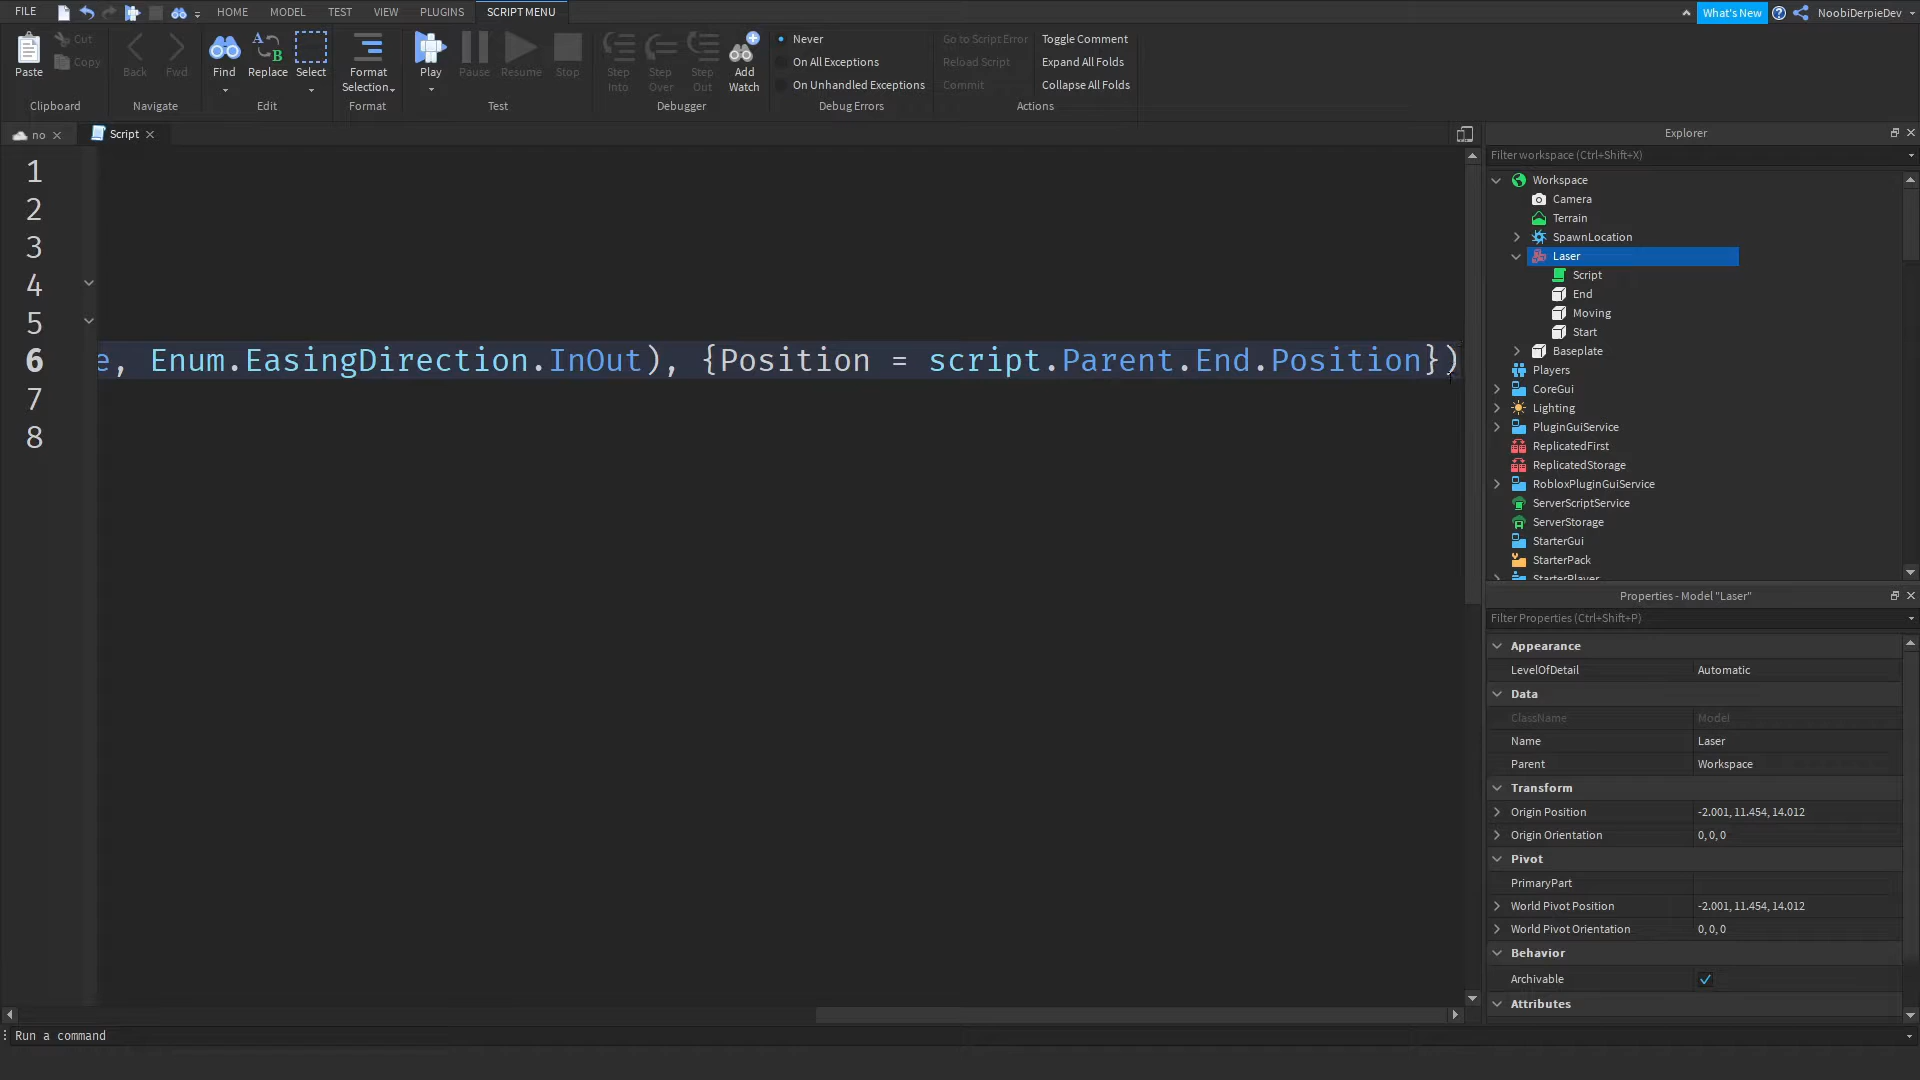 FILE HOME MODEL TEST VIEW PLUGINS SCRIPT MENU What's New NoobiDerpieDev
Paste Cut Copy
Clipboard
Back Fwd
Navigate
Find Replace Select
Edit
Format Selection
Format
Play Pause Resume Stop
Test
Step Into Step Over Step Out Add Watch
Debugger
Never
On All Exceptions
On Unhandled Exceptions
Debug Errors
Go to Script Error Toggle Comment
Reload Script Expand All Folds
Commit Collapse All Folds
Actions
no Script
1
2
3
4
5
6 e, Enum.EasingDirection.InOut), {Position = script.Parent.End.Position})
7
8
Explorer
Filter workspace (Ctrl+Shift+X)
Workspace
Camera
Terrain
SpawnLocation
Laser
Script
End
Moving
Start
Baseplate
Players
CoreGui
Lighting
PluginGuiService
ReplicatedFirst
ReplicatedStorage
RobloxPluginGuiService
ServerScriptService
ServerStorage
StarterGui
StarterPack
StarterPlayer
Properties - Model "Laser"
Filter Properties (Ctrl+Shift+P)
Appearance
LevelOfDetail Automatic
Data
ClassName Model
Name Laser
Parent Workspace
Transform
Origin Position -2.001, 11.454, 14.012
Origin Orientation 0, 0, 0
Pivot
PrimaryPart
World Pivot Position -2.001, 11.454, 14.012
World Pivot Orientation 0, 0, 0
Behavior
Archivable
Attributes
Run a command